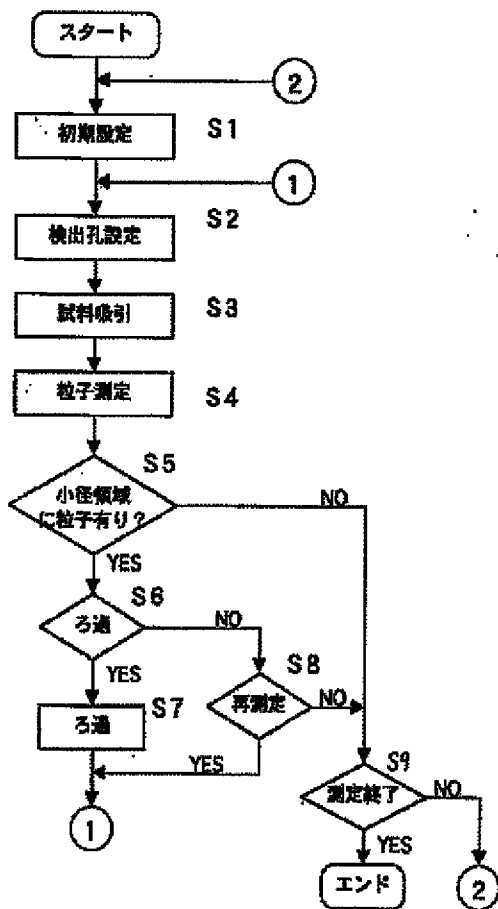 スタート
2
初期設定
S1
1
検出孔設定
S2
試料吸引
S3
粒子測定
S4
S5
小径領域
に粒子有り?
NO
YES
S6
ろ過
NO
YES
S8
再測定
NO
S7
ろ過
YES
S9
測定終了
NO
1
YES
エンド
2